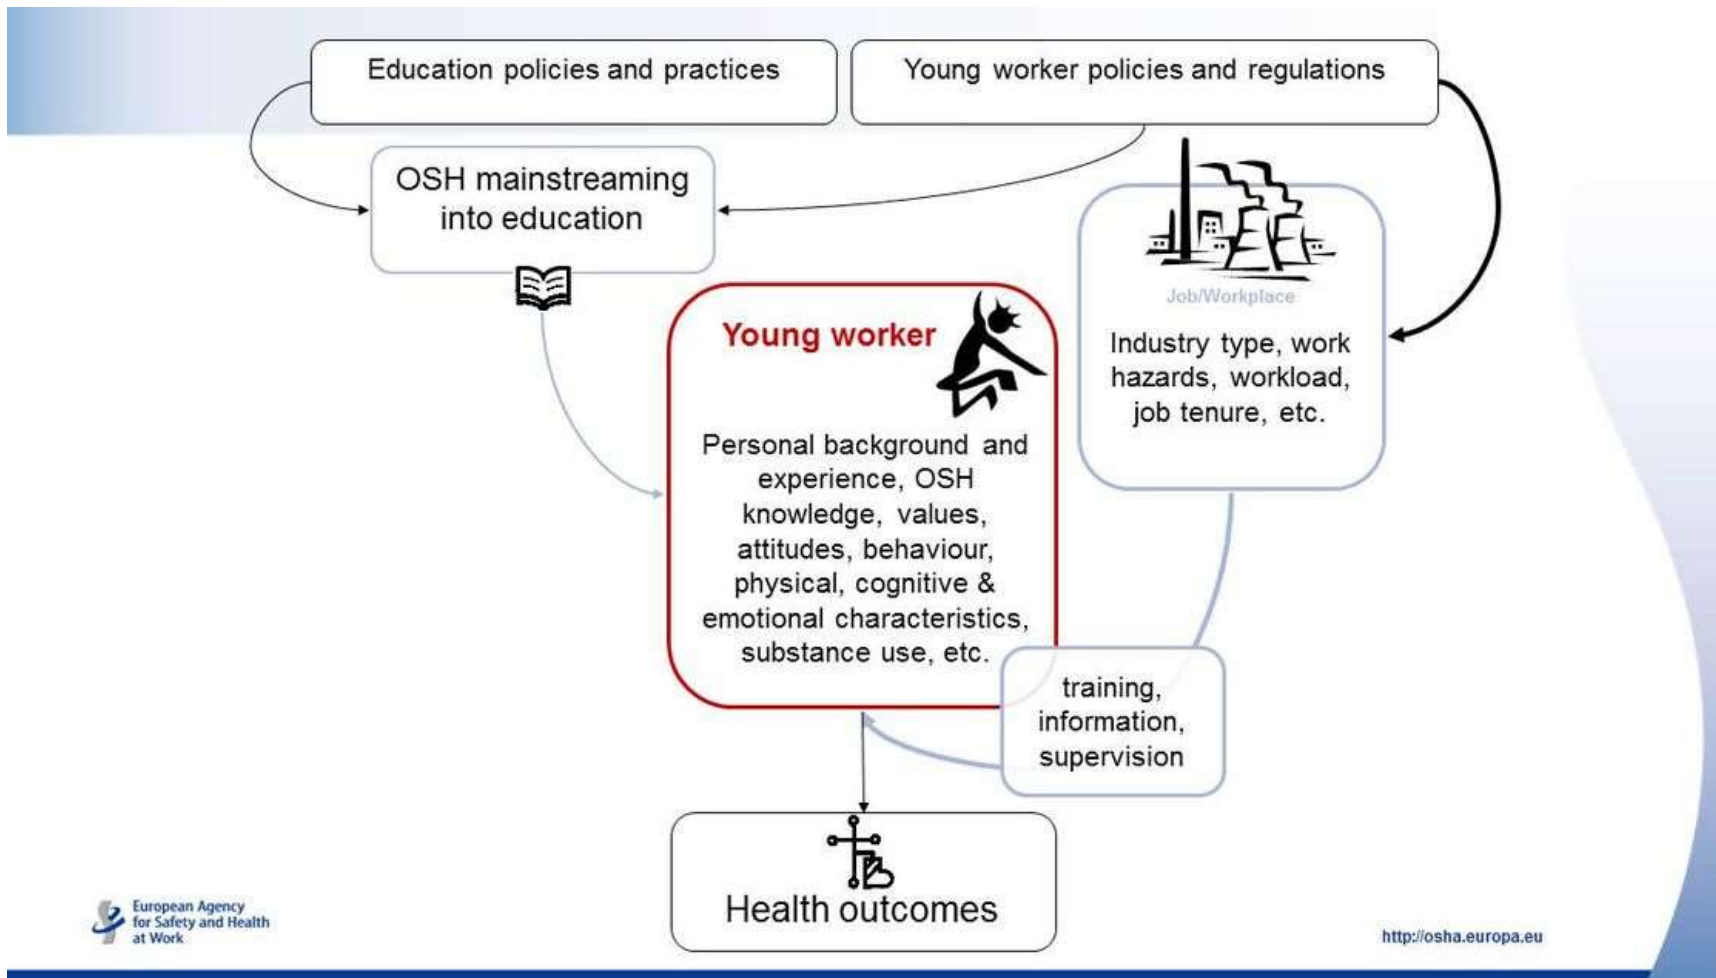 Education policies and practices
Young worker policies and regulations
OSH mainstreaming
into education
Job/Workplace
Industry type, work
hazards, workload,
job tenure, etc.
Young worker
Personal background and
experience, OSH
knowledge, values,
attitudes, behaviour,
physical, cognitive &
emotional characteristics,
substance use, etc.
training,
information,
supervision
Health outcomes
European Agency
for Safety and Health
at Work
http://osha.europa.eu